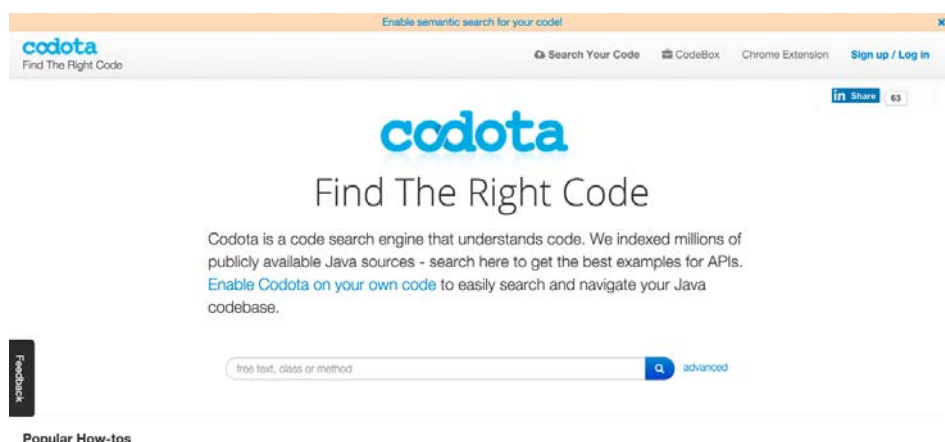 Enable semantic search for your code!
×
codota
Find The Right Code
Search Your Code
CodeBox
Chrome Extension
Sign up / Log in
in Share 63
codota
Find The Right Code
Codota is a code search engine that understands code. We indexed millions of
publicly available Java sources - search here to get the best examples for APIs.
Enable Codota on your own code to easily search and navigate your Java
codebase.
Feedback
free text, class or method
advanced
Popular How-tos